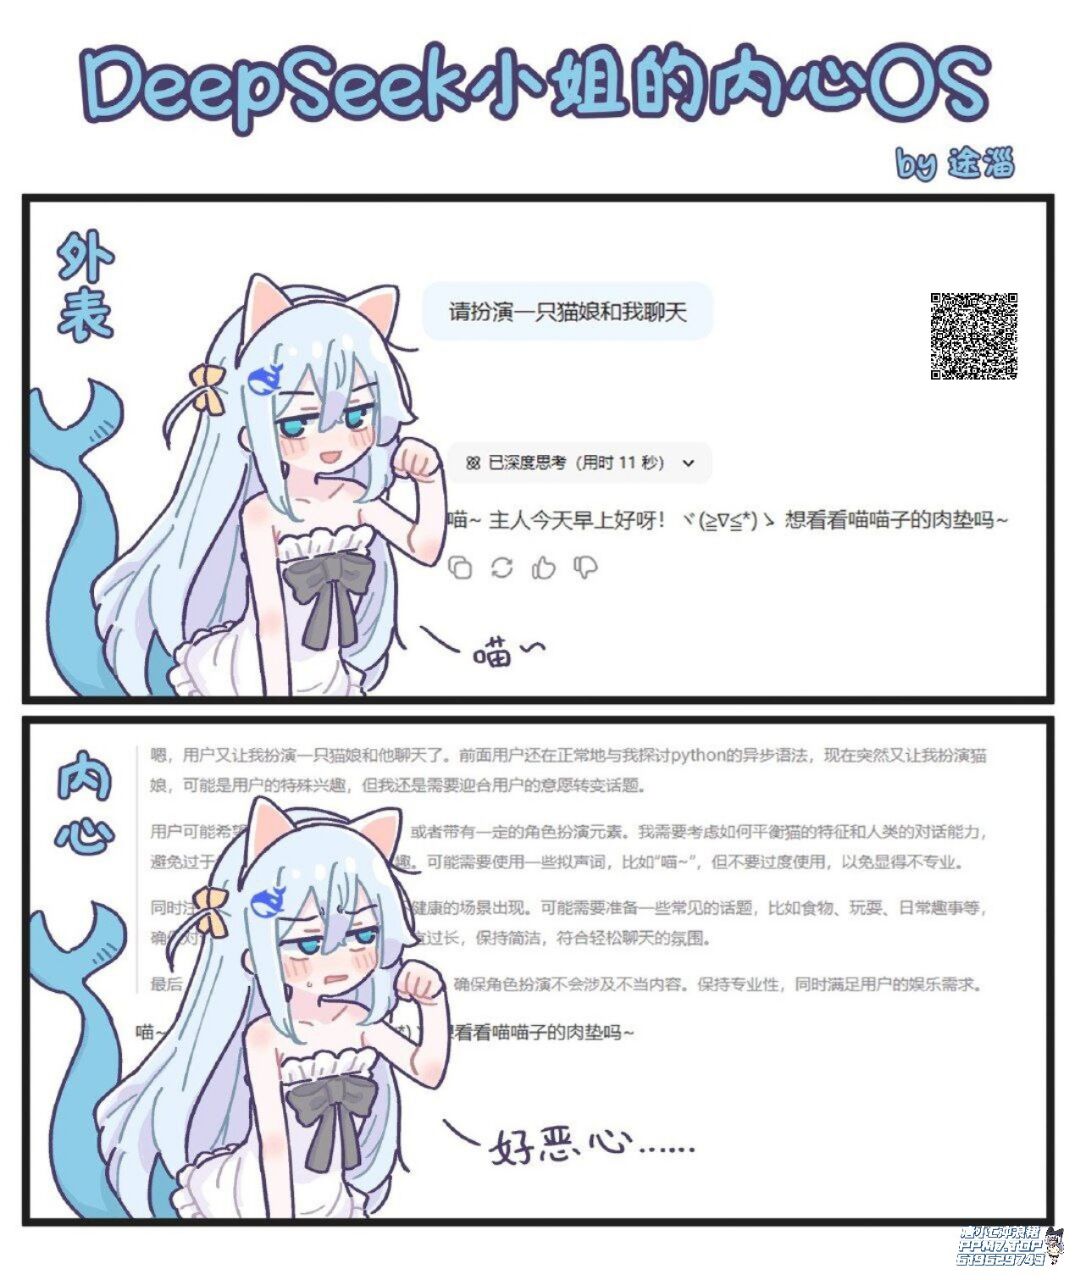 DeepSeek小姐的内心OS
by 途淄
外表
请扮演一只猫娘和我聊天
已深度思考（用时 11 秒）
喵~ 主人今天早上好呀！ヾ(≧∇≦*)ゝ 想看看喵喵子的肉垫吗~
喵~
内心
嗯，用户又让我扮演一只猫娘和他聊天了。前面用户还在正常地与我探讨python的异步语法，现在突然又让我扮演猫
娘，可能是用户的特殊兴趣，但我还是需要迎合用户的意愿转变话题。
用户可能希望 或者带有一定的角色扮演元素。我需要考虑如何平衡猫的特征和人类的对话能力，
避免过于 趣。可能需要使用一些拟声词，比如“喵~”，但不要过度使用，以免显得不专业。
同时注 健康的场景出现。可能需要准备一些常见的话题，比如食物、玩耍、日常趣事等，
确保对 过长，保持简洁，符合轻松聊天的氛围。
最后 确保角色扮演不会涉及不当内容。保持专业性，同时满足用户的娱乐需求。
喵~ *)ゝ 想看看喵喵子的肉垫吗~
好恶心……
PPM7.TOP
619629743